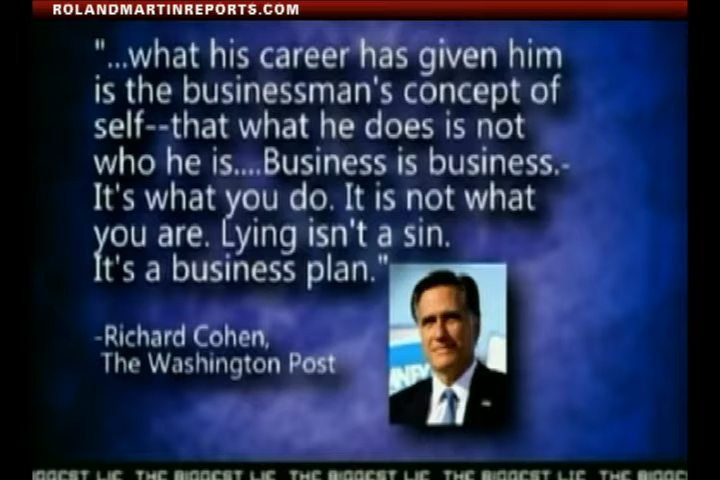 ROLANDMARTINREPORTS.COM
"...what his career has given him
is the businessman's concept of
self--that what he does is not
who he is....Business is business.-
It's what you do. It is not what
you are. Lying isn't a sin.
It's a business plan."
-Richard Cohen,
The Washington Post
THE BIGGEST LIE THE BIGGEST LIE THE BIGGEST LIE THE BIGGEST